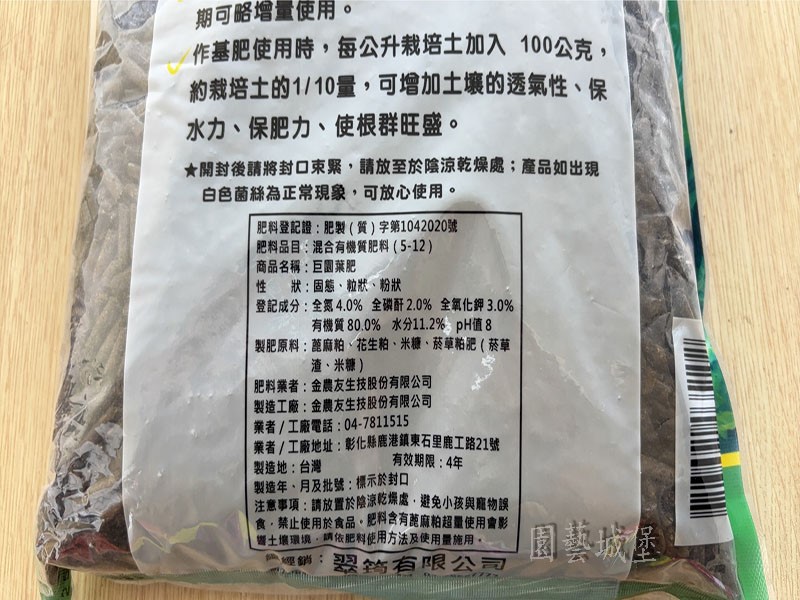 期可略增量使用。
作基肥使用時，每公升栽培土加入 100公克，
約栽培土的1/10量，可增加土壤的透氣性、保
水力、保肥力、使根群旺盛。
★開封後請將封口束緊，請放至於陰涼乾燥處；產品如出現
白色菌絲為正常現象，可放心使用。
肥料登記證：肥製(質)字第1042020號
肥料品目：混合有機質肥料(5-12)
商品名稱：巨園葉肥
性　狀：固態、粒狀、粉狀
登記成分：全氮4.0% 全磷酐2.0% 全氧化鉀3.0%
有機質80.0% 水分11.2% pH值8
製肥原料：蓖麻粕、花生粕、米糠、菸草粕肥(菸草
渣、米糠)
肥料業者：金農友生技股份有限公司
製造工廠：金農友生技股份有限公司
業者/工廠電話：04-7811515
業者/工廠地址：彰化縣鹿港鎮東石里鹿工路21號
製造地：台灣 有效期限：4年
製造年、月及批號：標示於封口
注意事項：請放置於陰涼乾燥處，避免小孩與寵物誤
食，禁止使用於食品。肥料含有蓖麻粕超量使用會影
響土壤環境，請依肥料使用方法及使用量施用。
總經銷：翠筠有限公司
園藝城堡